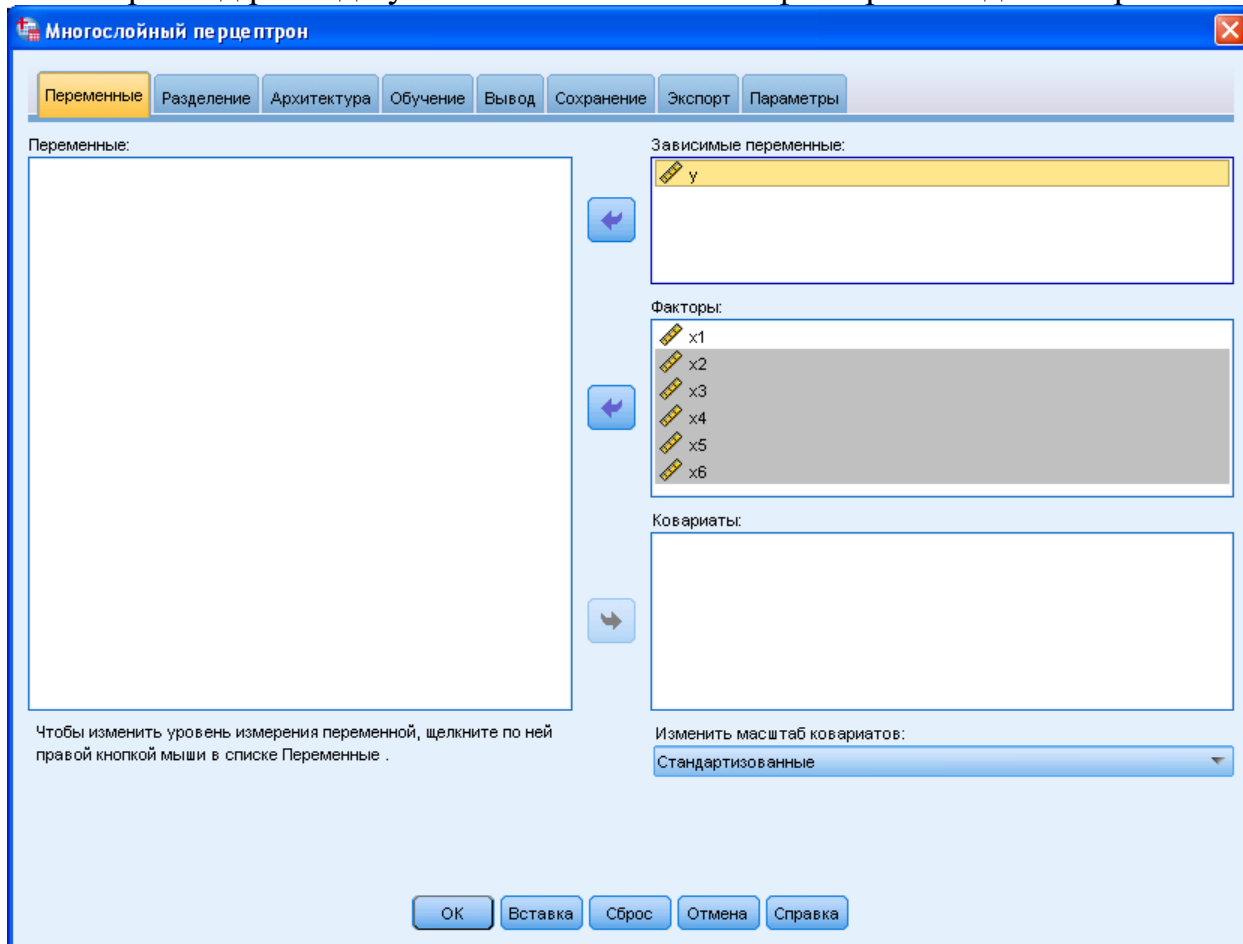 Многослойный перцептрон
Переменные Разделение Архитектура Обучение Вывод Сохранение Экспорт Параметры
Переменные:
Зависимые переменные:
y
Факторы:
x1
x2
x3
x4
x5
x6
Ковариаты:
Чтобы изменить уровень измерения переменной, щелкните по ней
правой кнопкой мыши в списке Переменные .
Изменить масштаб ковариатов:
Стандартизованные
ОК Вставка Сброс Отмена Справка